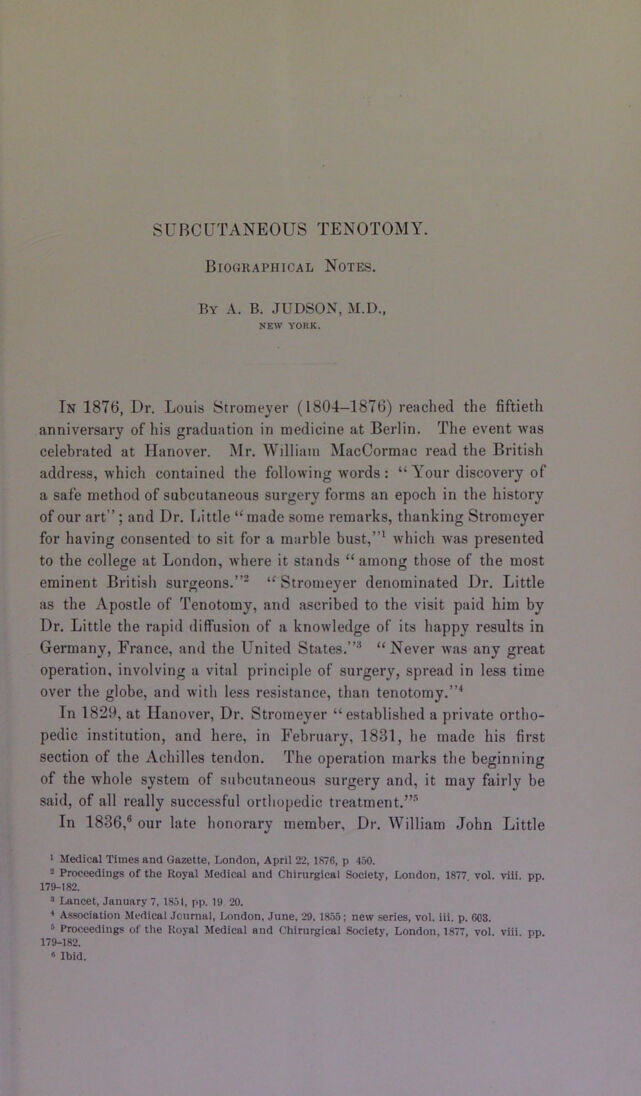 SUBCUTANEOUS TENOTOMY.
Biographical Notes.
By A. B. JUDSON, M.D.,
NEW YORK.
In 1876, Dr. Louis Stromeyer (1804–1876) reached the fiftieth
anniversary of his graduation in medicine at Berlin. The event was
celebrated at Hanover. Mr. William MacCormac read the British
address, which contained the following words: “Your discovery of
a safe method of subcutaneous surgery forms an epoch in the history
of our art”; and Dr. Little “made some remarks, thanking Stromeyer
for having consented to sit for a marble bust,”¹ which was presented
to the college at London, where it stands “among those of the most
eminent British surgeons.”² “Stromeyer denominated Dr. Little
as the Apostle of Tenotomy, and ascribed to the visit paid him by
Dr. Little the rapid diffusion of a knowledge of its happy results in
Germany, France, and the United States.”³ “Never was any great
operation, involving a vital principle of surgery, spread in less time
over the globe, and with less resistance, than tenotomy.”⁴
In 1829, at Hanover, Dr. Stromeyer “established a private ortho-
pedic institution, and here, in February, 1831, he made his first
section of the Achilles tendon. The operation marks the beginning
of the whole system of subcutaneous surgery and, it may fairly be
said, of all really successful orthopedic treatment.”⁵
In 1836,⁶ our late honorary member, Dr. William John Little
¹ Medical Times and Gazette, London, April 22, 1876, p 450.
² Proceedings of the Royal Medical and Chirurgical Society, London, 1877. vol. viii. pp.
179-182.
³ Lancet, January 7, 1851, pp. 19 20.
⁴ Association Medical Journal, London, June, 29, 1855; new series, vol. iii. p. 603.
⁵ Proceedings of the Royal Medical and Chirurgical Society, London, 1877, vol. viii. pp.
179-182.
⁶ Ibid.